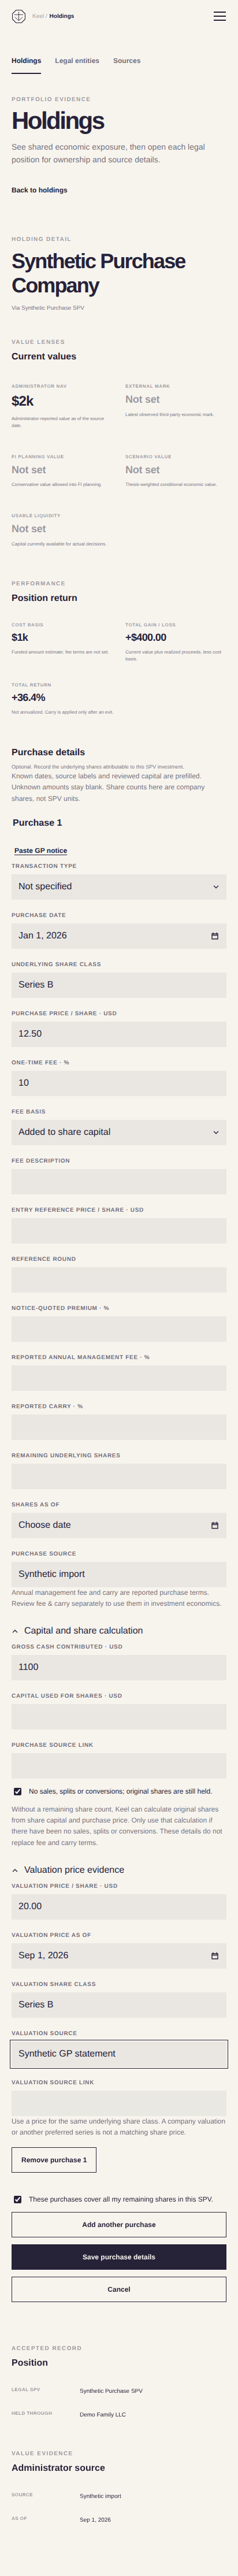 Keel / Holdings
Holdings Legal entities Sources
PORTFOLIO EVIDENCE
Holdings
See shared economic exposure, then open each legal
position for ownership and source details.
Back to holdings
HOLDING DETAIL
Synthetic Purchase
Company
Via Synthetic Purchase SPV
VALUE LENSES
Current values
ADMINISTRATOR NAV
$2k
Administrator-reported value as of the source
date.
EXTERNAL MARK
Not set
Latest observed third-party economic mark.
FI PLANNING VALUE
Not set
Conservative value allowed into FI planning.
SCENARIO VALUE
Not set
Thesis-weighted conditional economic value.
USABLE LIQUIDITY
Not set
Capital currently available for actual decisions.
PERFORMANCE
Position return
COST BASIS
$1k
Funded amount estimate; fee terms are not set.
TOTAL GAIN / LOSS
+$400.00
Current value plus realized proceeds, less cost
basis.
TOTAL RETURN
+36.4%
Not annualized. Carry is applied only after an exit.
Purchase details
Optional. Record the underlying shares attributable to this SPV investment.
Known dates, source labels and reviewed capital are prefilled.
Unknown amounts stay blank. Share counts here are company
shares, not SPV units.
Purchase 1
Paste GP notice
TRANSACTION TYPE
Not specified
PURCHASE DATE
Jan 1, 2026
UNDERLYING SHARE CLASS
Series B
PURCHASE PRICE / SHARE · USD
12.50
ONE-TIME FEE · %
10
FEE BASIS
Added to share capital
FEE DESCRIPTION
ENTRY REFERENCE PRICE / SHARE · USD
REFERENCE ROUND
NOTICE-QUOTED PREMIUM · %
REPORTED ANNUAL MANAGEMENT FEE · %
REPORTED CARRY · %
REMAINING UNDERLYING SHARES
SHARES AS OF
Choose date
PURCHASE SOURCE
Synthetic import
Annual management fee and carry are reported purchase terms.
Review fee & carry separately to use them in investment economics.
Capital and share calculation
GROSS CASH CONTRIBUTED · USD
1100
CAPITAL USED FOR SHARES · USD
PURCHASE SOURCE LINK
No sales, splits or conversions; original shares are still held.
Without a remaining share count, Keel can calculate original shares
from share capital and purchase price. Only use that calculation if
there have been no sales, splits or conversions. These details do not
replace fee and carry terms.
Valuation price evidence
VALUATION PRICE / SHARE · USD
20.00
VALUATION PRICE AS OF
Sep 1, 2026
VALUATION SHARE CLASS
Series B
VALUATION SOURCE
Synthetic GP statement
VALUATION SOURCE LINK
Use a price for the same underlying share class. A company valuation
or another preferred series is not a matching share price.
Remove purchase 1
These purchases cover all my remaining shares in this SPV.
Add another purchase
Save purchase details
Cancel
ACCEPTED RECORD
Position
LEGAL SPV Synthetic Purchase SPV
HELD THROUGH Demo Family LLC
VALUE EVIDENCE
Administrator source
SOURCE Synthetic import
AS OF Sep 1, 2026